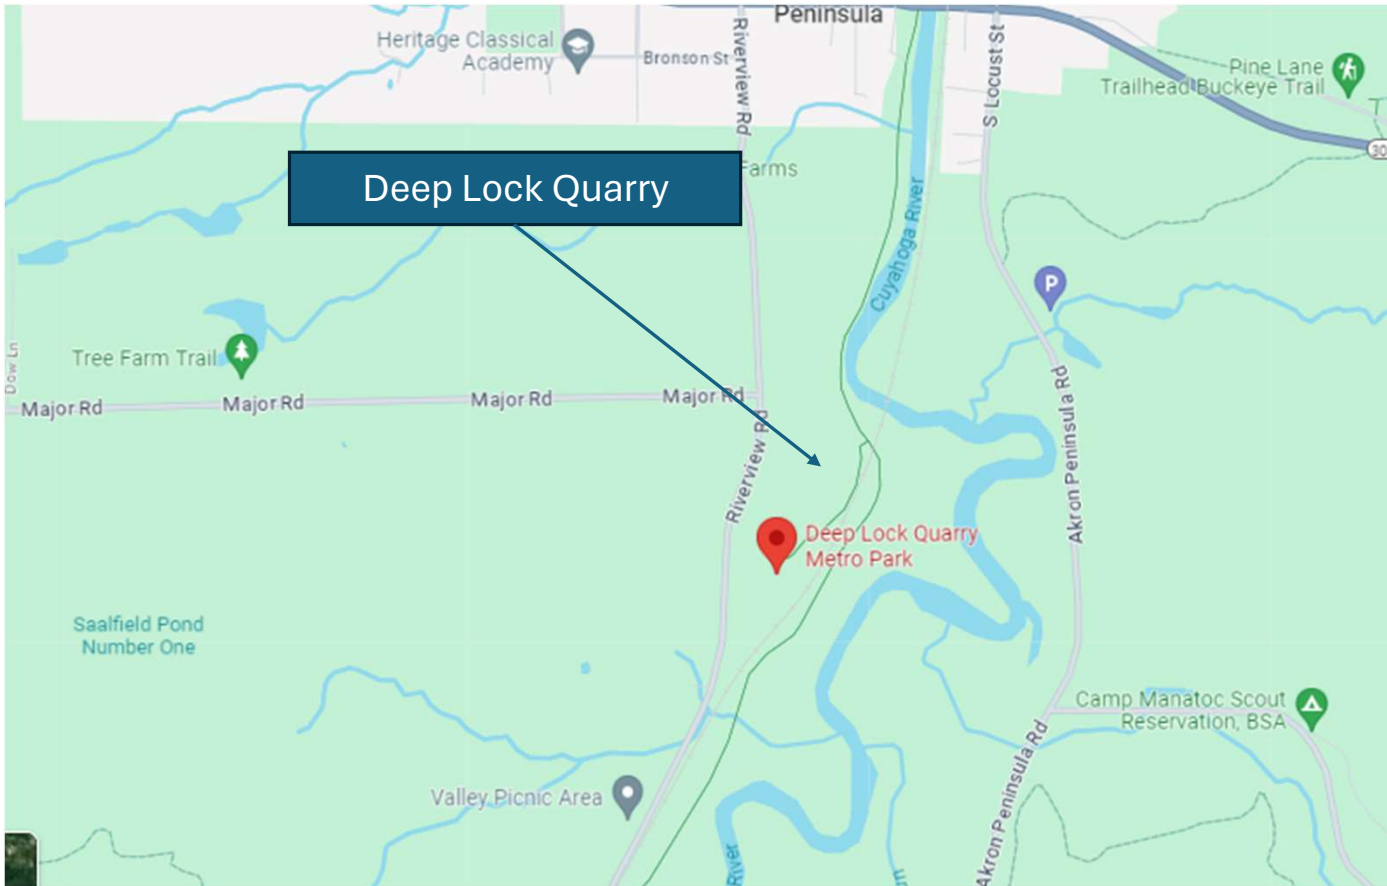 Peninsula
Heritage Classical
Academy
Bronson St
Riverview Rd
S Locust St
Pine Lane
Trailhead Buckeye Trail
30
Farms
Deep Lock Quarry
Cuyahoga River
P
Dow Ln
Tree Farm Trail
Major Rd
Major Rd
Major Rd
Major Rd
Riverview Rd
Akron Peninsula Rd
Deep Lock Quarry
Metro Park
Saalfield Pond
Number One
Camp Manatoc Scout
Reservation, BSA
Valley Picnic Area
Akron Peninsula Rd
River